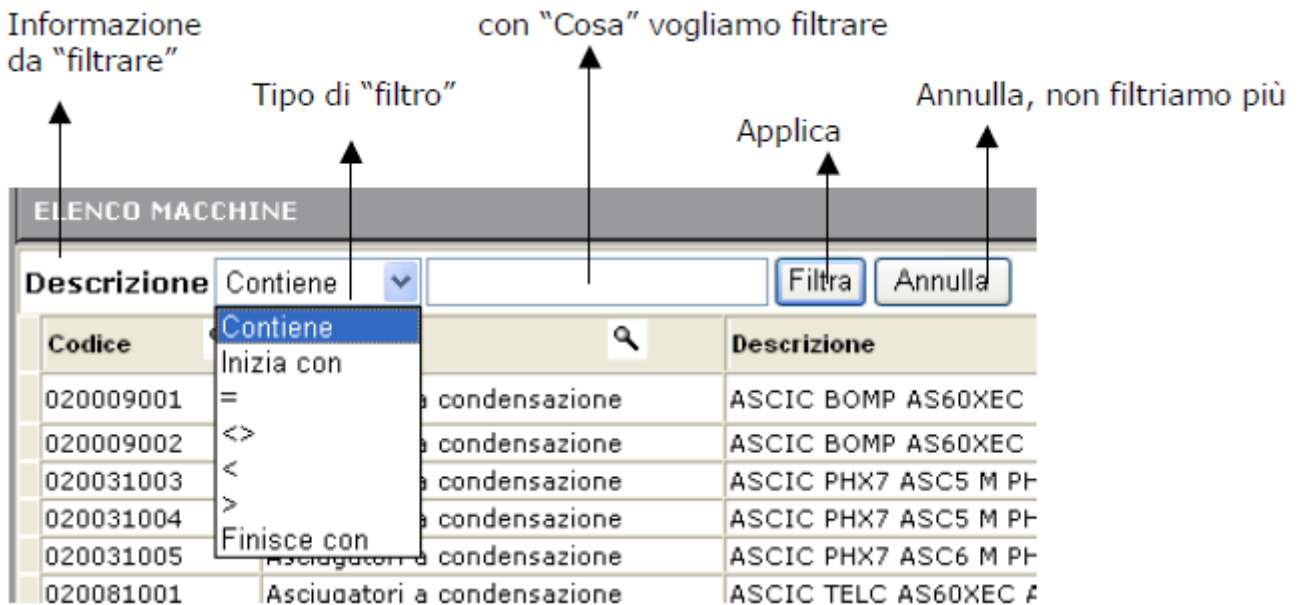 Informazione
da “filtrare”
con “Cosa” vogliamo filtrare
Tipo di “filtro”
Annulla, non filtriamo più
Applica
ELENCO MACCHINE
Descrizione Contiene Filtra Annulla
Contiene
Inizia con
=
<>
<
>
Finisce con
Codice Descrizione
020009001 a condensazione ASCIC BOMP AS60XEC
020009002 a condensazione ASCIC BOMP AS60XEC
020031003 a condensazione ASCIC PHX7 ASC5 M PH
020031004 a condensazione ASCIC PHX7 ASC5 M PH
020031005 Asciugatori a condensazione ASCIC PHX7 ASC6 M PH
020081001 Asciugatori a condensazione ASCIC TELC AS60XEC A